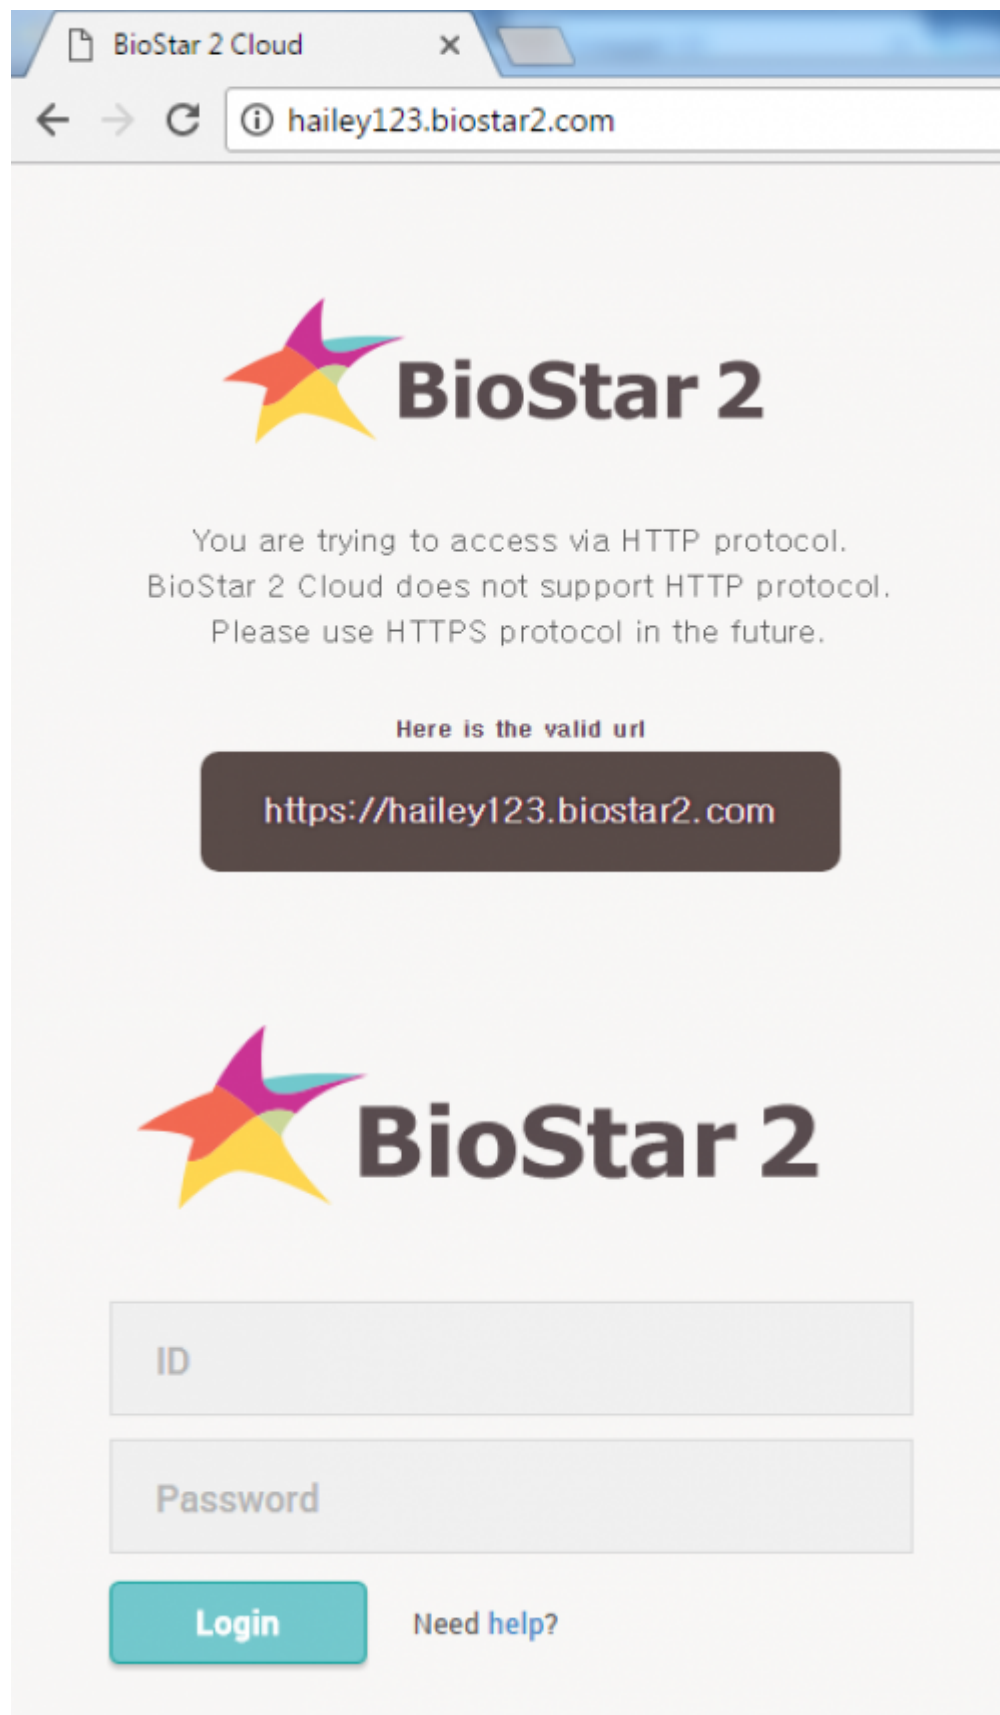 BioStar 2 Cloud
hailey123.biostar2.com
BioStar 2
You are trying to access via HTTP protocol.
BioStar 2 Cloud does not support HTTP protocol.
Please use HTTPS protocol in the future.
Here is the valid url
https://hailey123.biostar2.com
BioStar 2
ID
Password
Login
Need help?